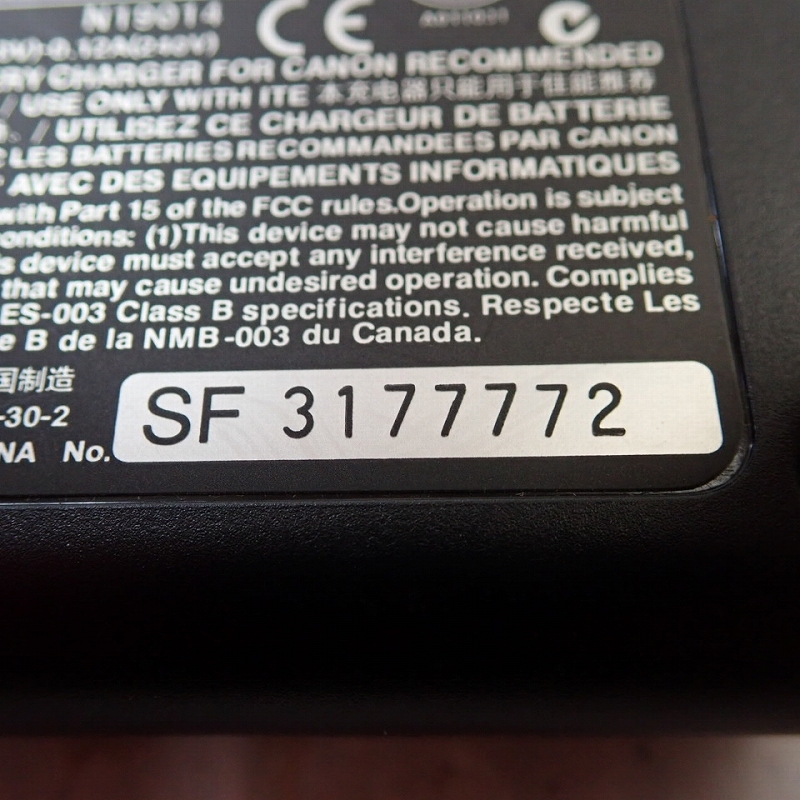 N19014 CE A011021
V)-0.12A(240V)
RY CHARGER FOR CANON RECOMMENDED
/ USE ONLY WITH ITE 本充电器只能用于佳能推荐
/ UTILISEZ CE CHARGEUR DE BATTERIE
C LES BATTERIES RECOMMANDEES PAR CANON
T AVEC DES EQUIPEMENTS INFORMATIQUES
with Part 15 of the FCC rules.Operation is subject
onditions: (1)This device may not cause harmful
s device must accept any interference received,
that may cause undesired operation. Complies
ES-003 Class B specifications. Respecte Les
e B de la NMB-003 du Canada.
国制造
-30-2
NA No. SF 3177772